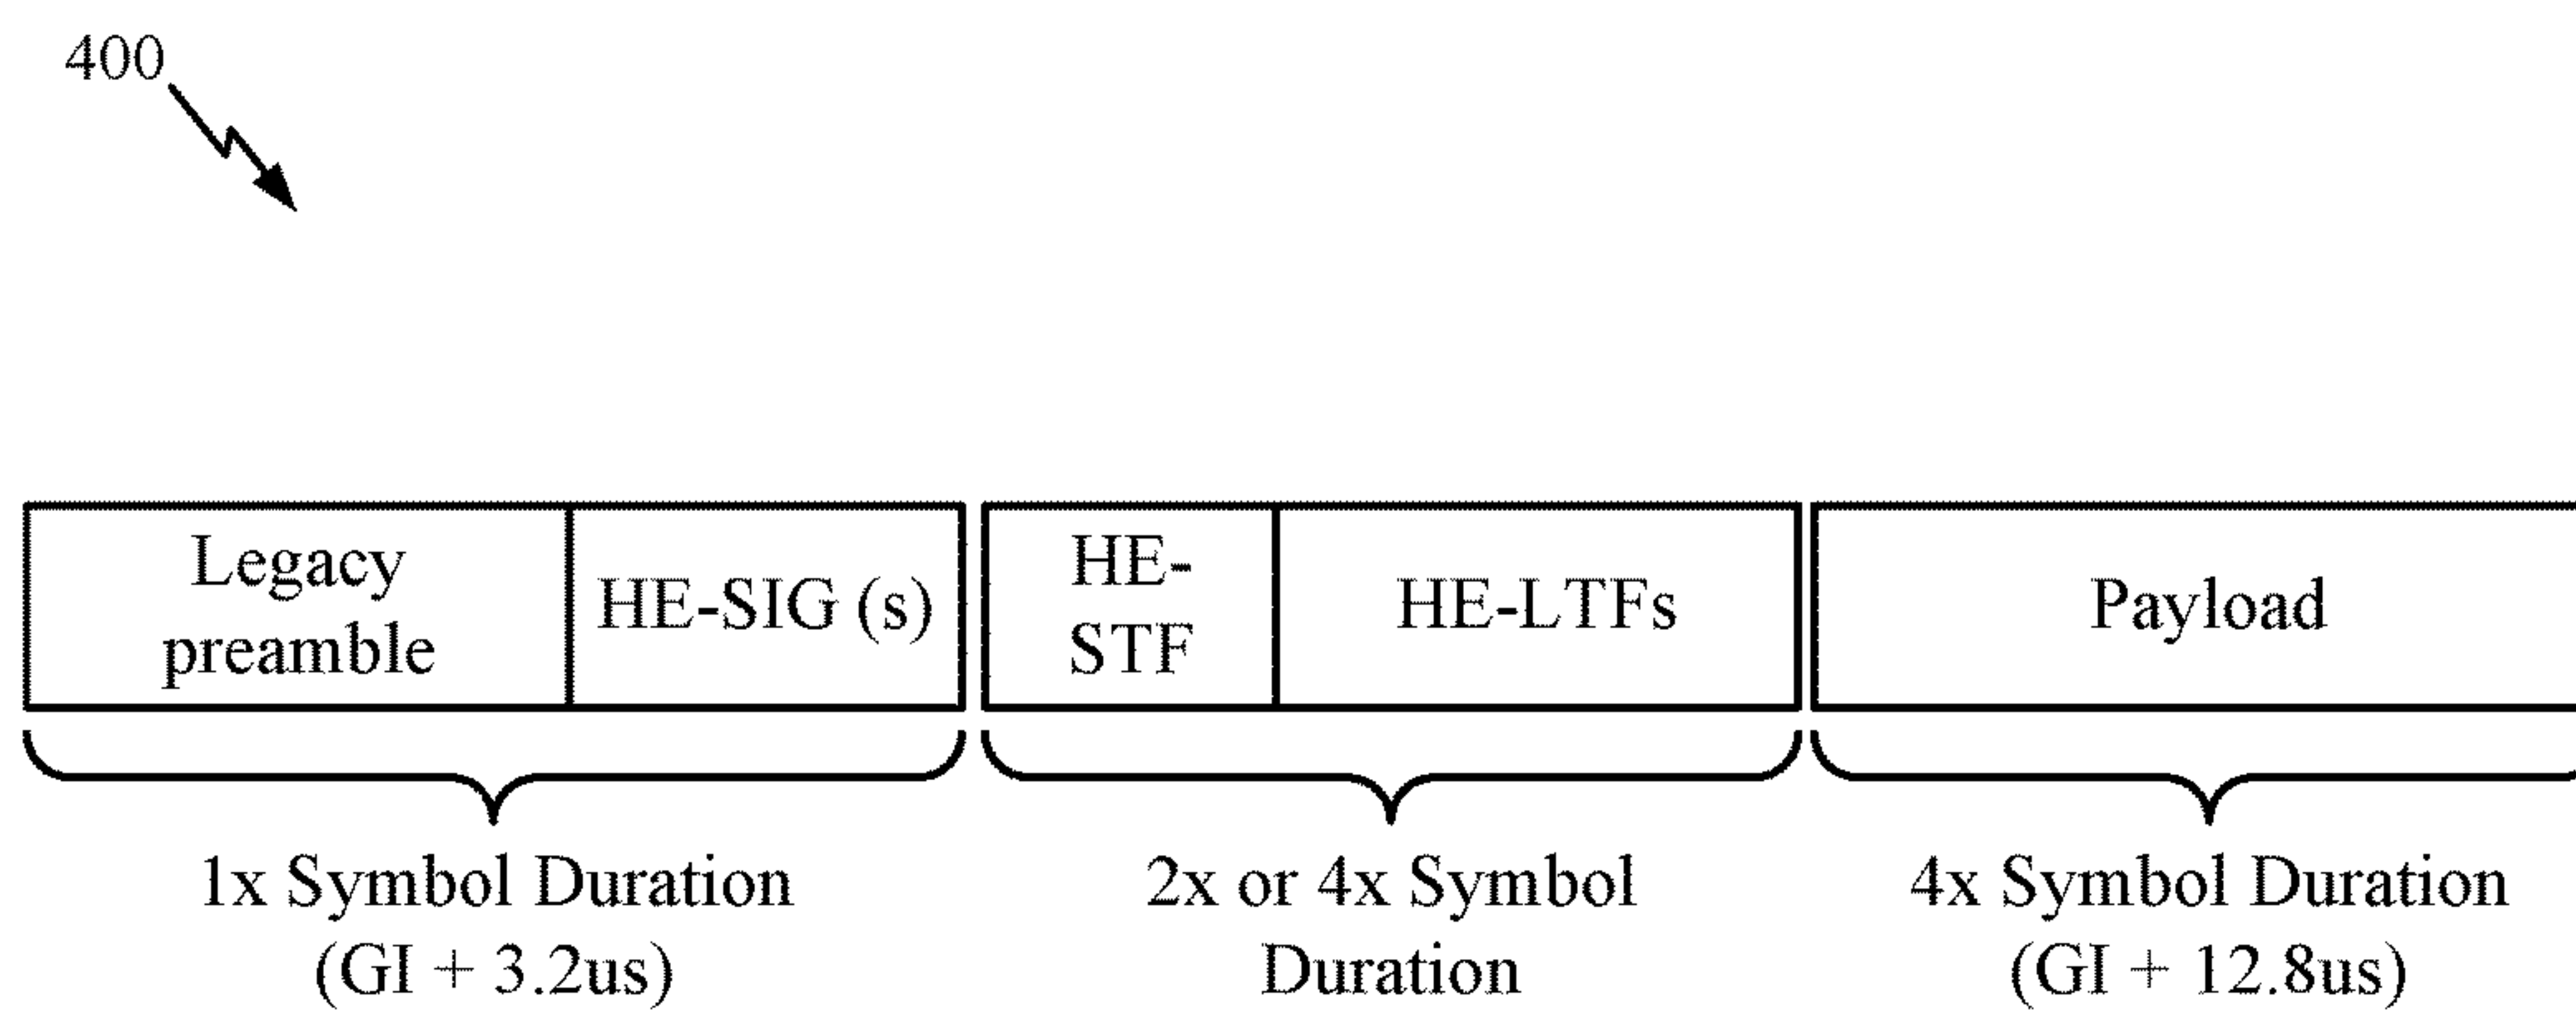 400
Legacy
preamble
HE-SIG (s)
HE-
STF
HE-LTFs
Payload
1x Symbol Duration
(GI + 3.2us)
2x or 4x Symbol
Duration
4x Symbol Duration
(GI + 12.8us)